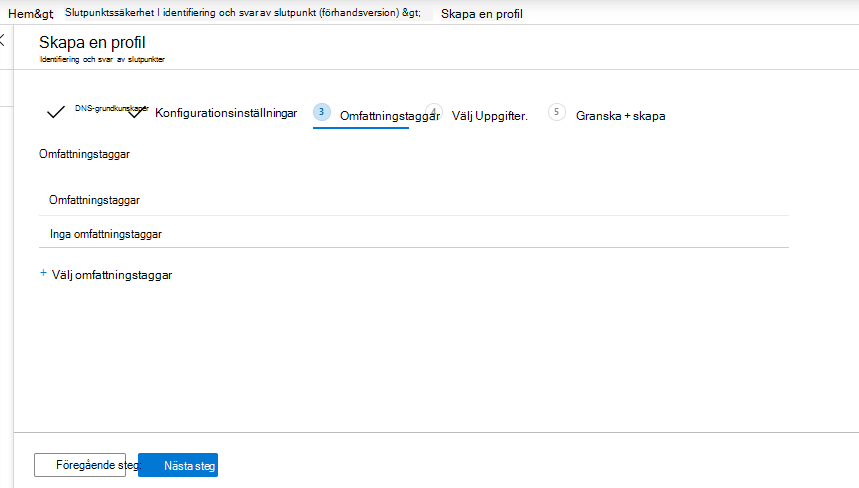 Hem&gt Slutpunktssäkerhet I identifiering och svar av slutpunkt (förhandsversion) &gt; Skapa en profil
Skapa en profil
Identifiering och svar av slutpunkter
DNS-grundkunskaper Konfigurationsinställningar 3 Omfattningstaggar 4 Välj Uppgifter. 5 Granska + skapa
Omfattningstaggar
Omfattningstaggar
Inga omfattningstaggar
+ Välj omfattningstaggar
Föregående steg: Nästa steg